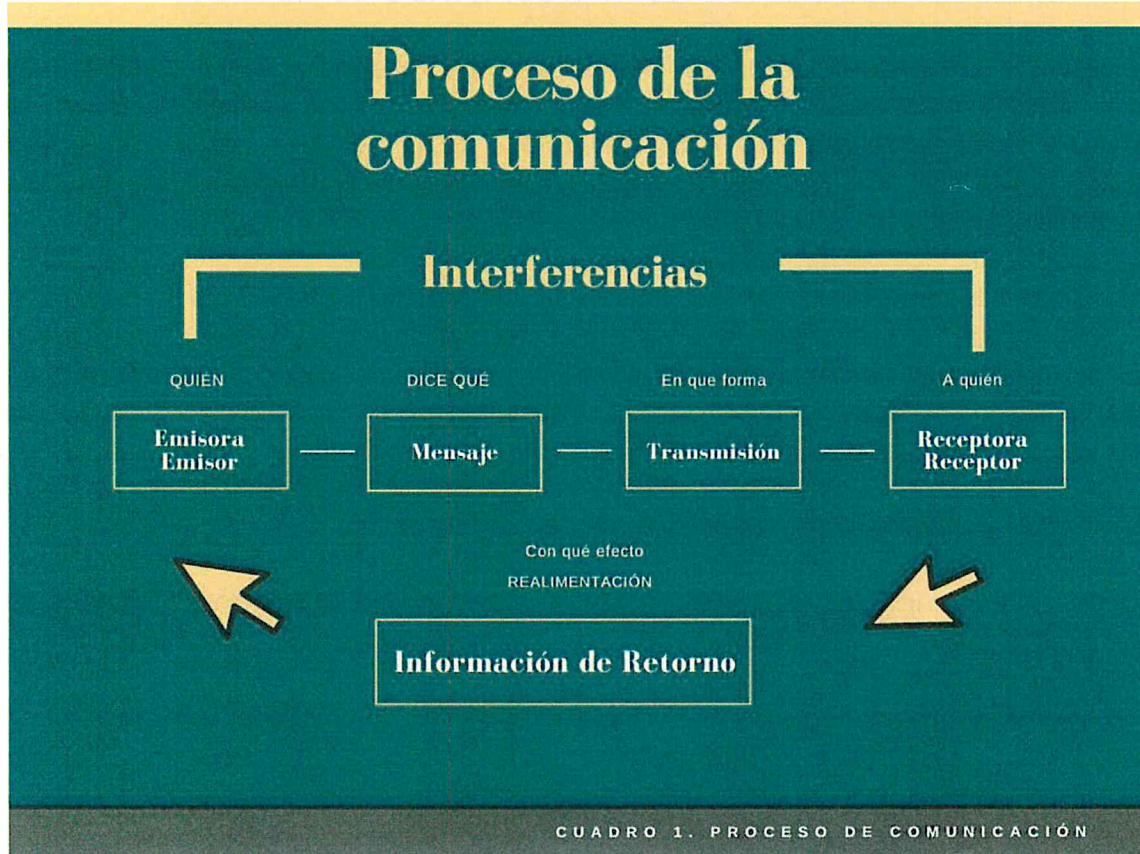 Proceso de la
comunicación
Interferencias
QUIÉN
DICE QUÉ
En que forma
A quién
Emisora
Emisor
Mensaje
Transmisión
Receptora
Receptor
Con qué efecto
REALIMENTACIÓN
Información de Retorno
CUADRO 1. PROCESO DE COMUNICACIÓN